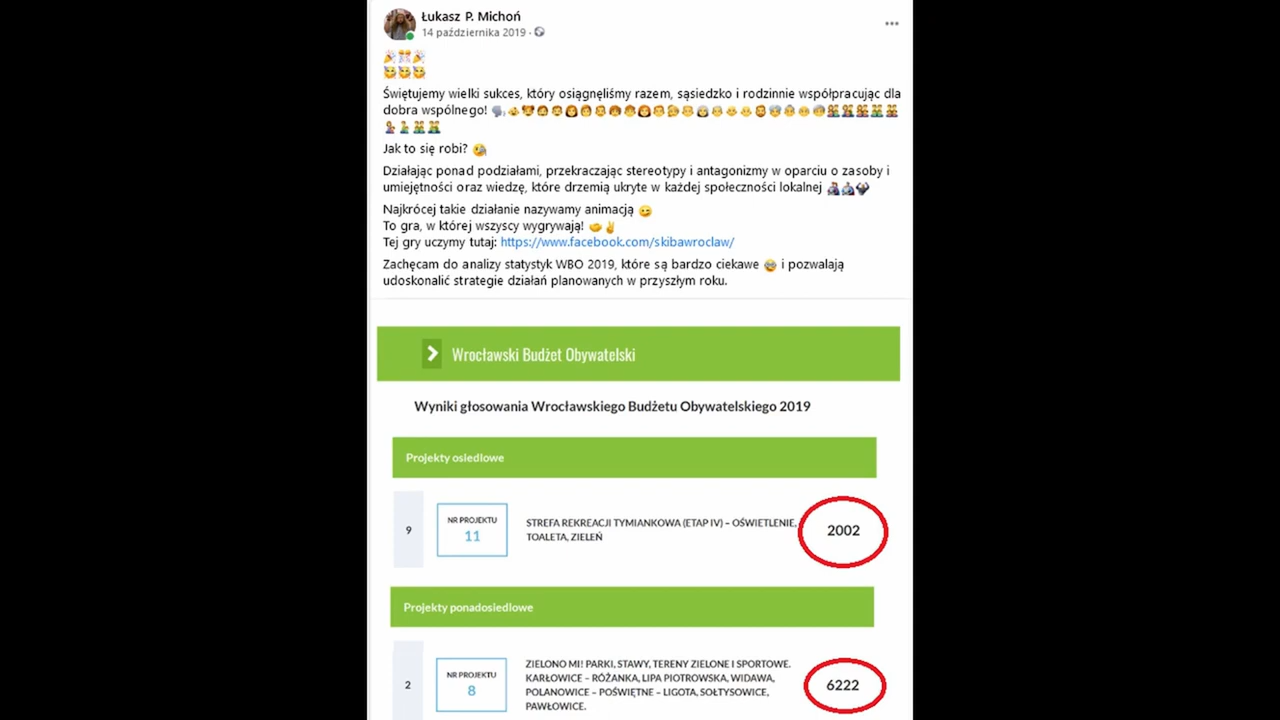 Łukasz P. Michoń
14 października 2019 ·
Świętujemy wielki sukces, który osiągnęliśmy razem, sąsiedzko i rodzinnie współpracując dla
dobra wspólnego!
Jak to się robi?
Działając ponad podziałami, przekraczając stereotypy i antagonizmy w oparciu o zasoby i
umiejętności oraz wiedzę, które drzemią ukryte w każdej społeczności lokalnej
Najkrócej takie działanie nazywamy animacją
To gra, w której wszyscy wygrywają!
Tej gry uczymy tutaj: https://www.facebook.com/skibawroclaw/
Zachęcam do analizy statystyk WBO 2019, które są bardzo ciekawe i pozwalają
udoskonalić strategie działań planowanych w przyszłym roku.
Wrocławski Budżet Obywatelski
Wyniki głosowania Wrocławskiego Budżetu Obywatelskiego 2019
Projekty osiedlowe
9
NR PROJEKTU
11
STREFA REKREACJI TYMIANKOWA (ETAP IV) – OŚWIETLENIE,
TOALETA, ZIELEŃ
2002
Projekty ponadosiedlowe
2
NR PROJEKTU
8
ZIELONO MI! PARKI, STAWY, TERENY ZIELONE I SPORTOWE.
KARŁOWICE – RÓŻANKA, LIPA PIOTROWSKA, WIDAWA,
POLANOWICE – POŚWIĘTNE – LIGOTA, SOŁTYSOWICE,
PAWŁOWICE.
6222